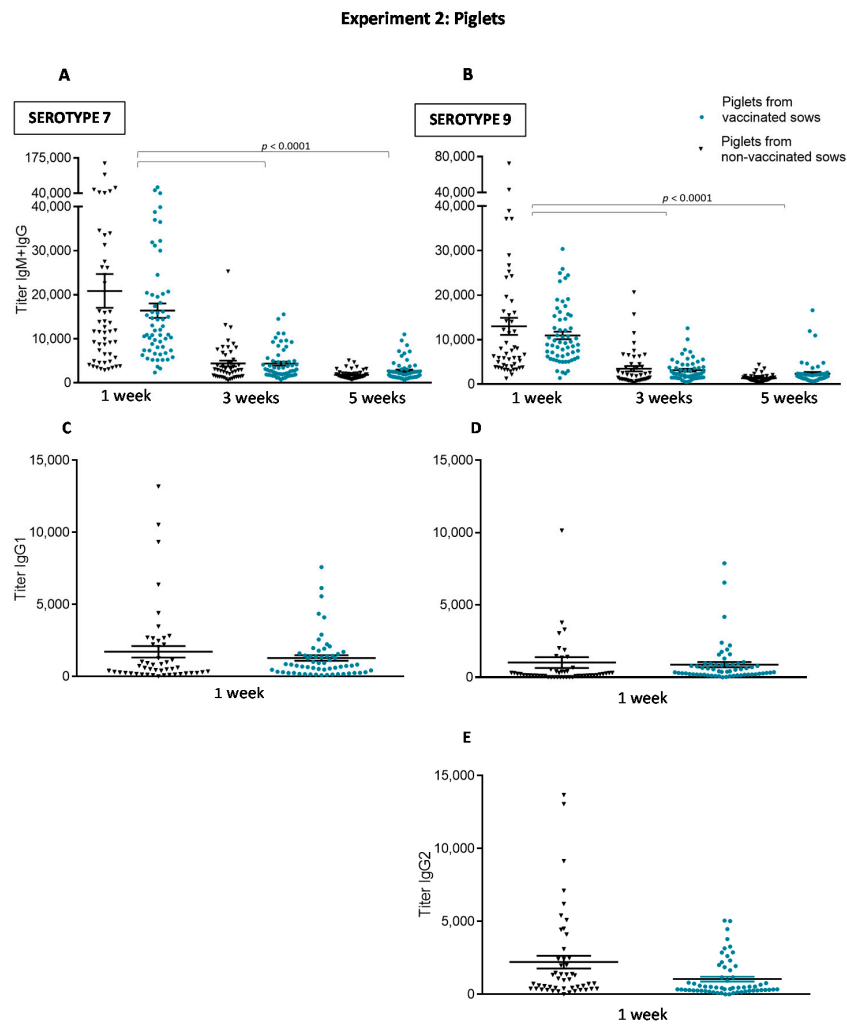 Experiment 2: Piglets
A
B
SEROTYPE 7
SEROTYPE 9
Piglets from
vaccinated sows
Piglets from
non-vaccinated sows
p < 0.0001
p < 0.0001
Titer IgM+IgG
175,000
40,000
40,000
30,000
20,000
10,000
0
1 week
3 weeks
5 weeks
80,000
40,000
40,000
30,000
20,000
10,000
0
1 week
3 weeks
5 weeks
C
D
Titer IgG1
15,000
10,000
5,000
0
1 week
15,000
10,000
5,000
0
1 week
E
Titer IgG2
15,000
10,000
5,000
0
1 week